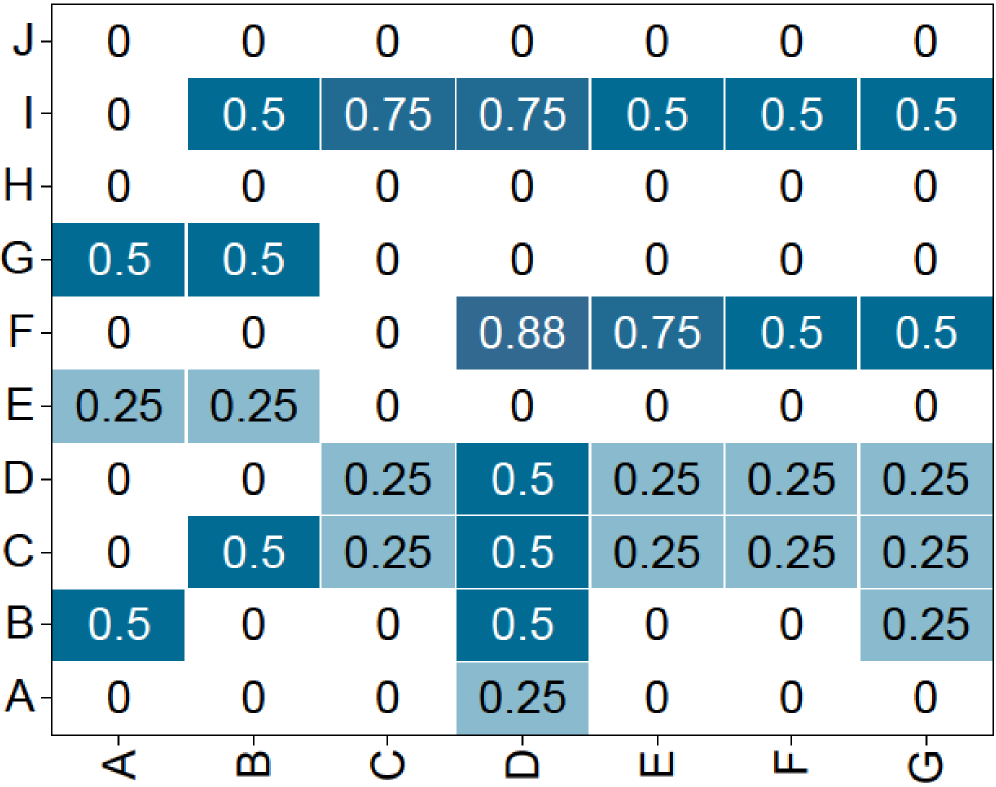 J 0 0 0 0 0 0 0
I 0 0.5 0.75 0.75 0.5 0.5 0.5
H 0 0 0 0 0 0 0
G 0.5 0.5 0 0 0 0 0
F 0 0 0 0.88 0.75 0.5 0.5
E 0.25 0.25 0 0 0 0 0
D 0 0 0.25 0.5 0.25 0.25 0.25
C 0 0.5 0.25 0.5 0.25 0.25 0.25
B 0.5 0 0 0.5 0 0 0.25
A 0 0 0 0.25 0 0 0
A B C D E F G